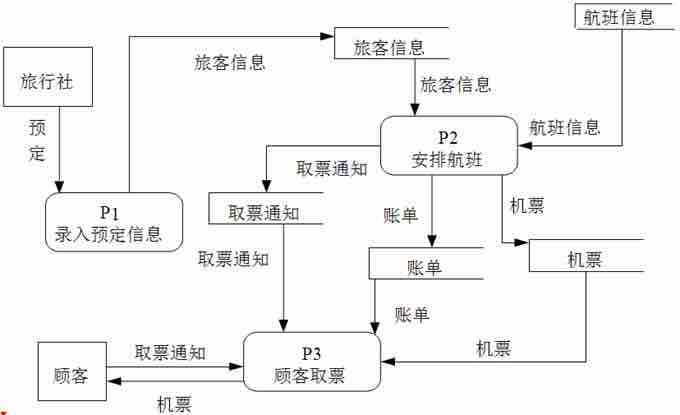 航班信息
旅客信息
旅客信息
旅行社
旅客信息
预
定
P2
安排航班
航班信息
取票通知
P1
录入预定信息
取票通知
账单
机票
取票通知
账单
机票
账单
取票通知
P3
顾客取票
机票
顾客
机票